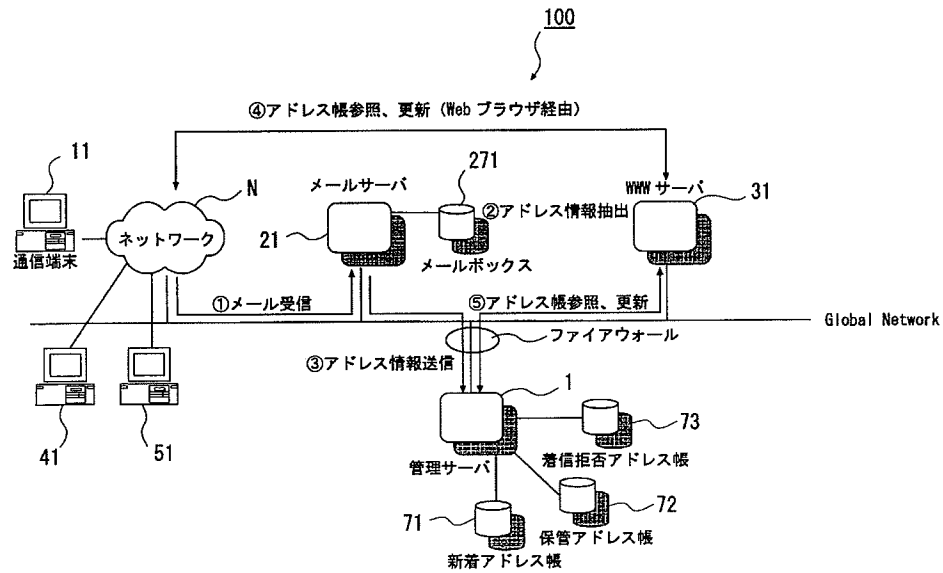 100
④アドレス帳参照、更新（Web ブラウザ経由）
11
N
メールサーバ
271
WWW サーバ
31
②アドレス情報抽出
21
ネットワーク
通信端末
メールボックス
①メール受信
⑤アドレス帳参照、更新
Global Network
ファイアウォール
③アドレス情報送信
1
41
51
73
着信拒否アドレス帳
管理サーバ
71
72
保管アドレス帳
新着アドレス帳